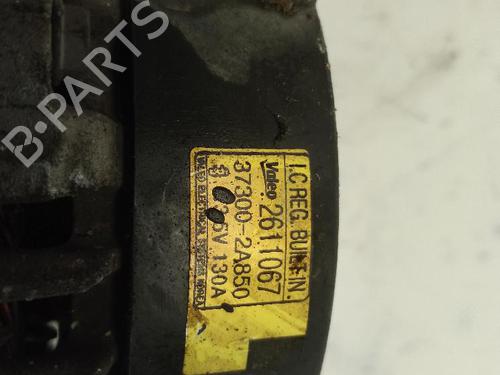 I.C REG. BUILT-IN.
Valeo 2611067
37300-2A850
130A
B-PARTS